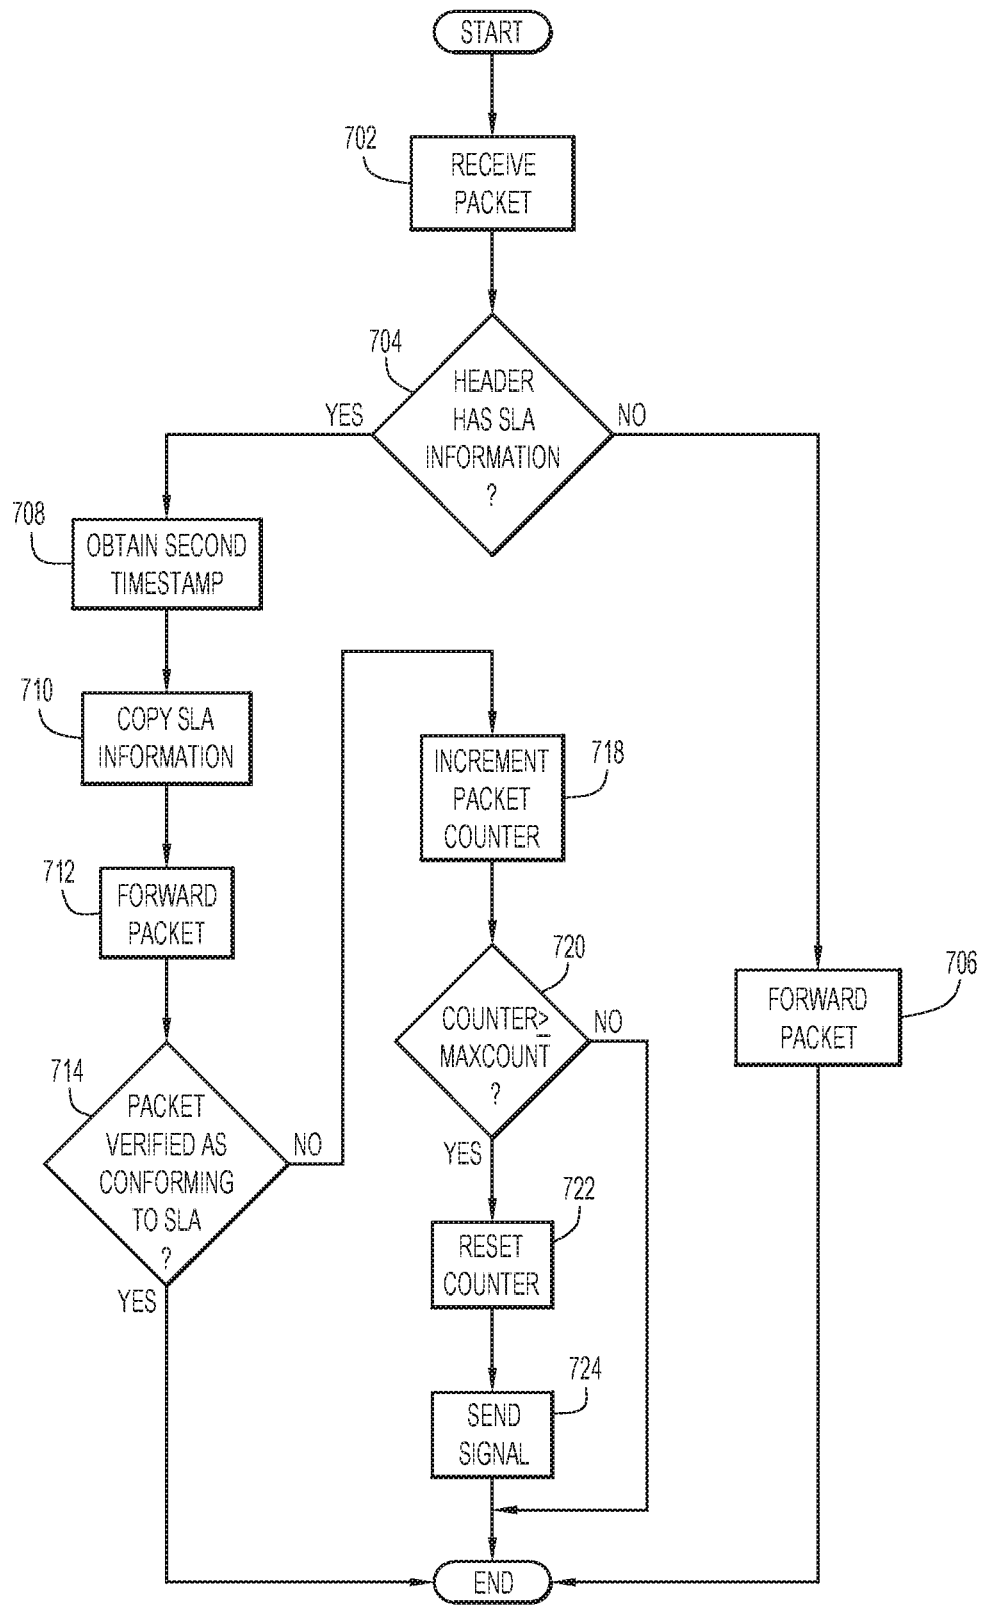 START
702
RECEIVE
PACKET
704
HEADER
HAS SLA
INFORMATION
?
YES
NO
708
OBTAIN SECOND
TIMESTAMP
710
COPY SLA
INFORMATION
712
FORWARD
PACKET
714
PACKET
VERIFIED AS
CONFORMING
TO SLA
?
NO
YES
718
INCREMENT
PACKET
COUNTER
720
COUNTER≥
MAXCOUNT
?
NO
YES
722
RESET
COUNTER
724
SEND
SIGNAL
706
FORWARD
PACKET
END